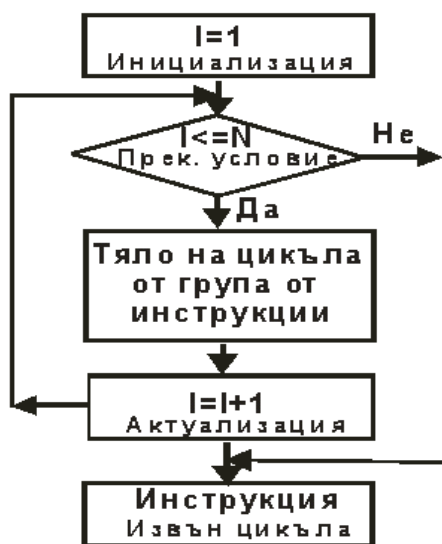 I=1
Инициализация
I<=N
Прек. условие
Не
Да
Тяло на цикъла
от група от
инструкции
I=I+1
Актуализация
Инструкция
Извън цикъла